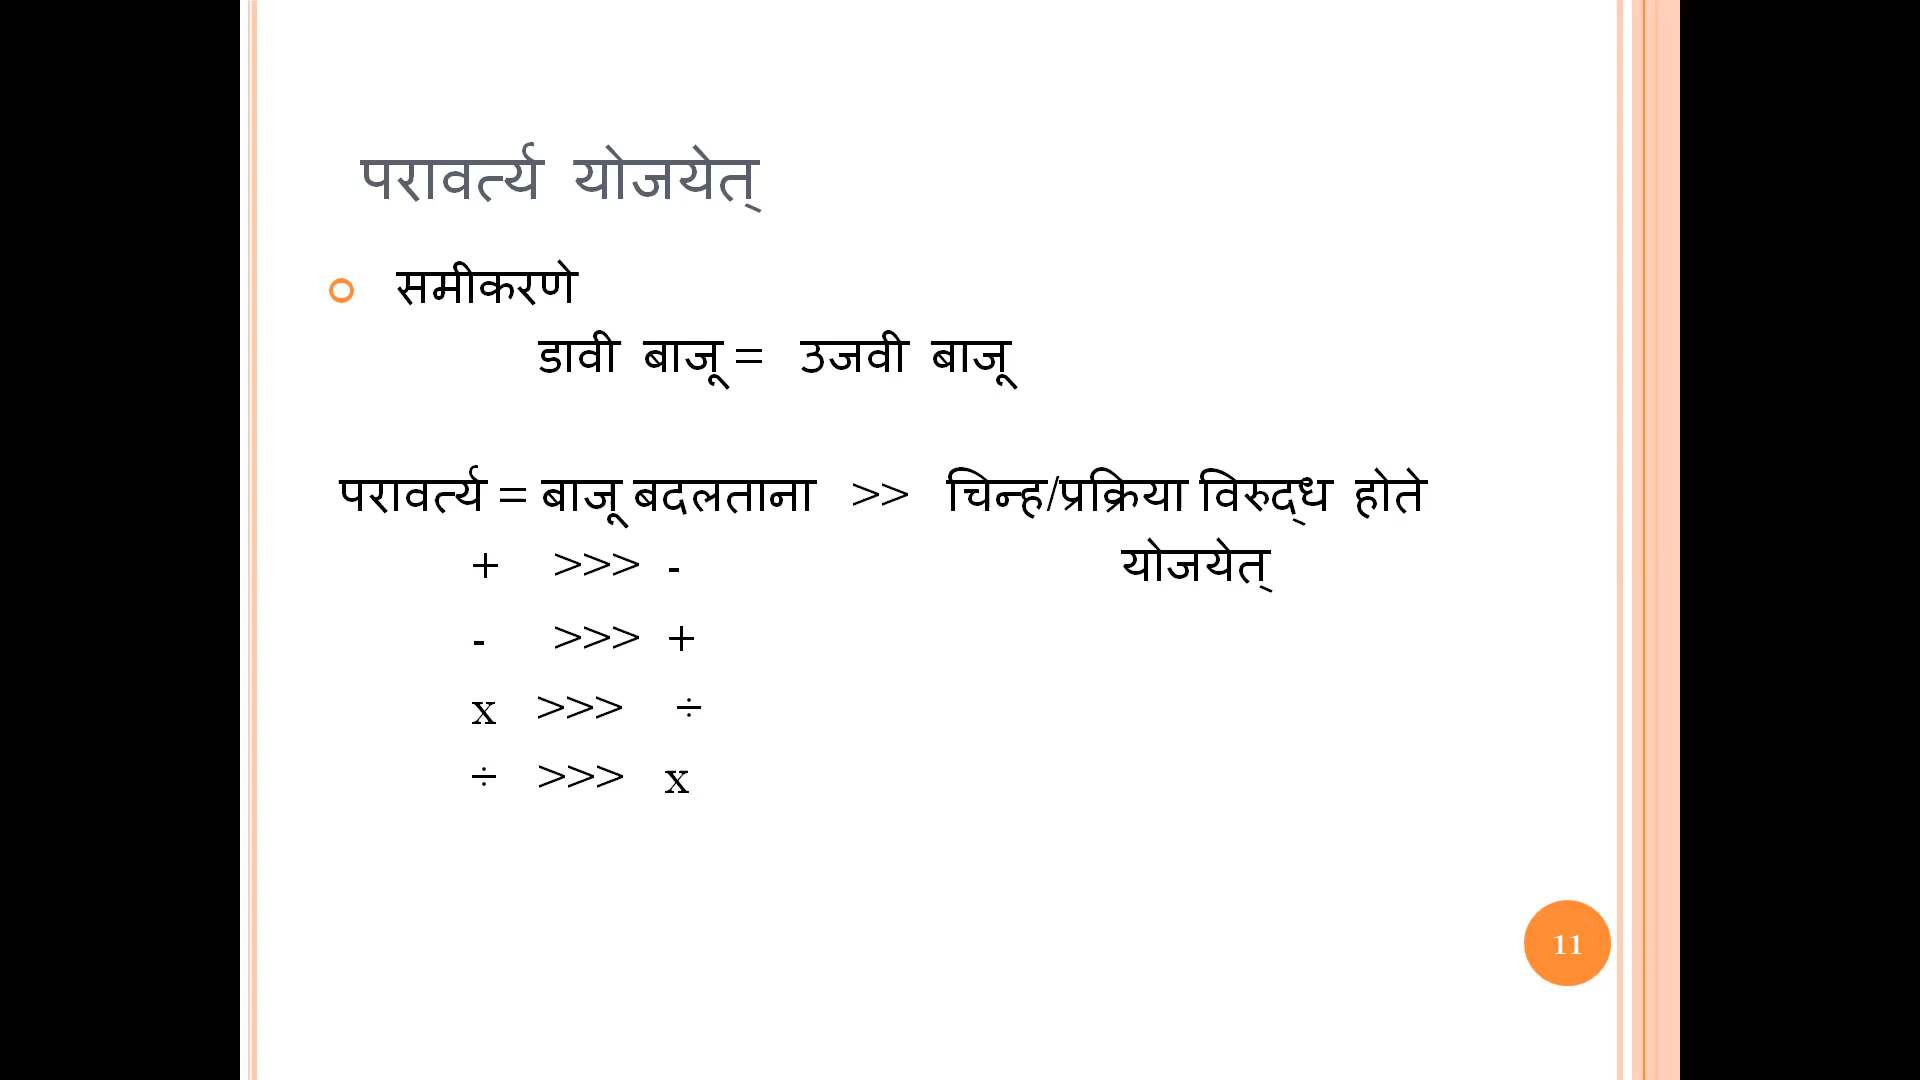 परावर्त्य योजयेत्
समीकरणे
डावी बाजू = उजवी बाजू
परावर्त्य = बाजू बदलताना >> चिन्ह/प्रक्रिया विरुद्ध होते
+ >>> - योजयेत्
- >>> +
x >>> ÷
÷ >>> x
11